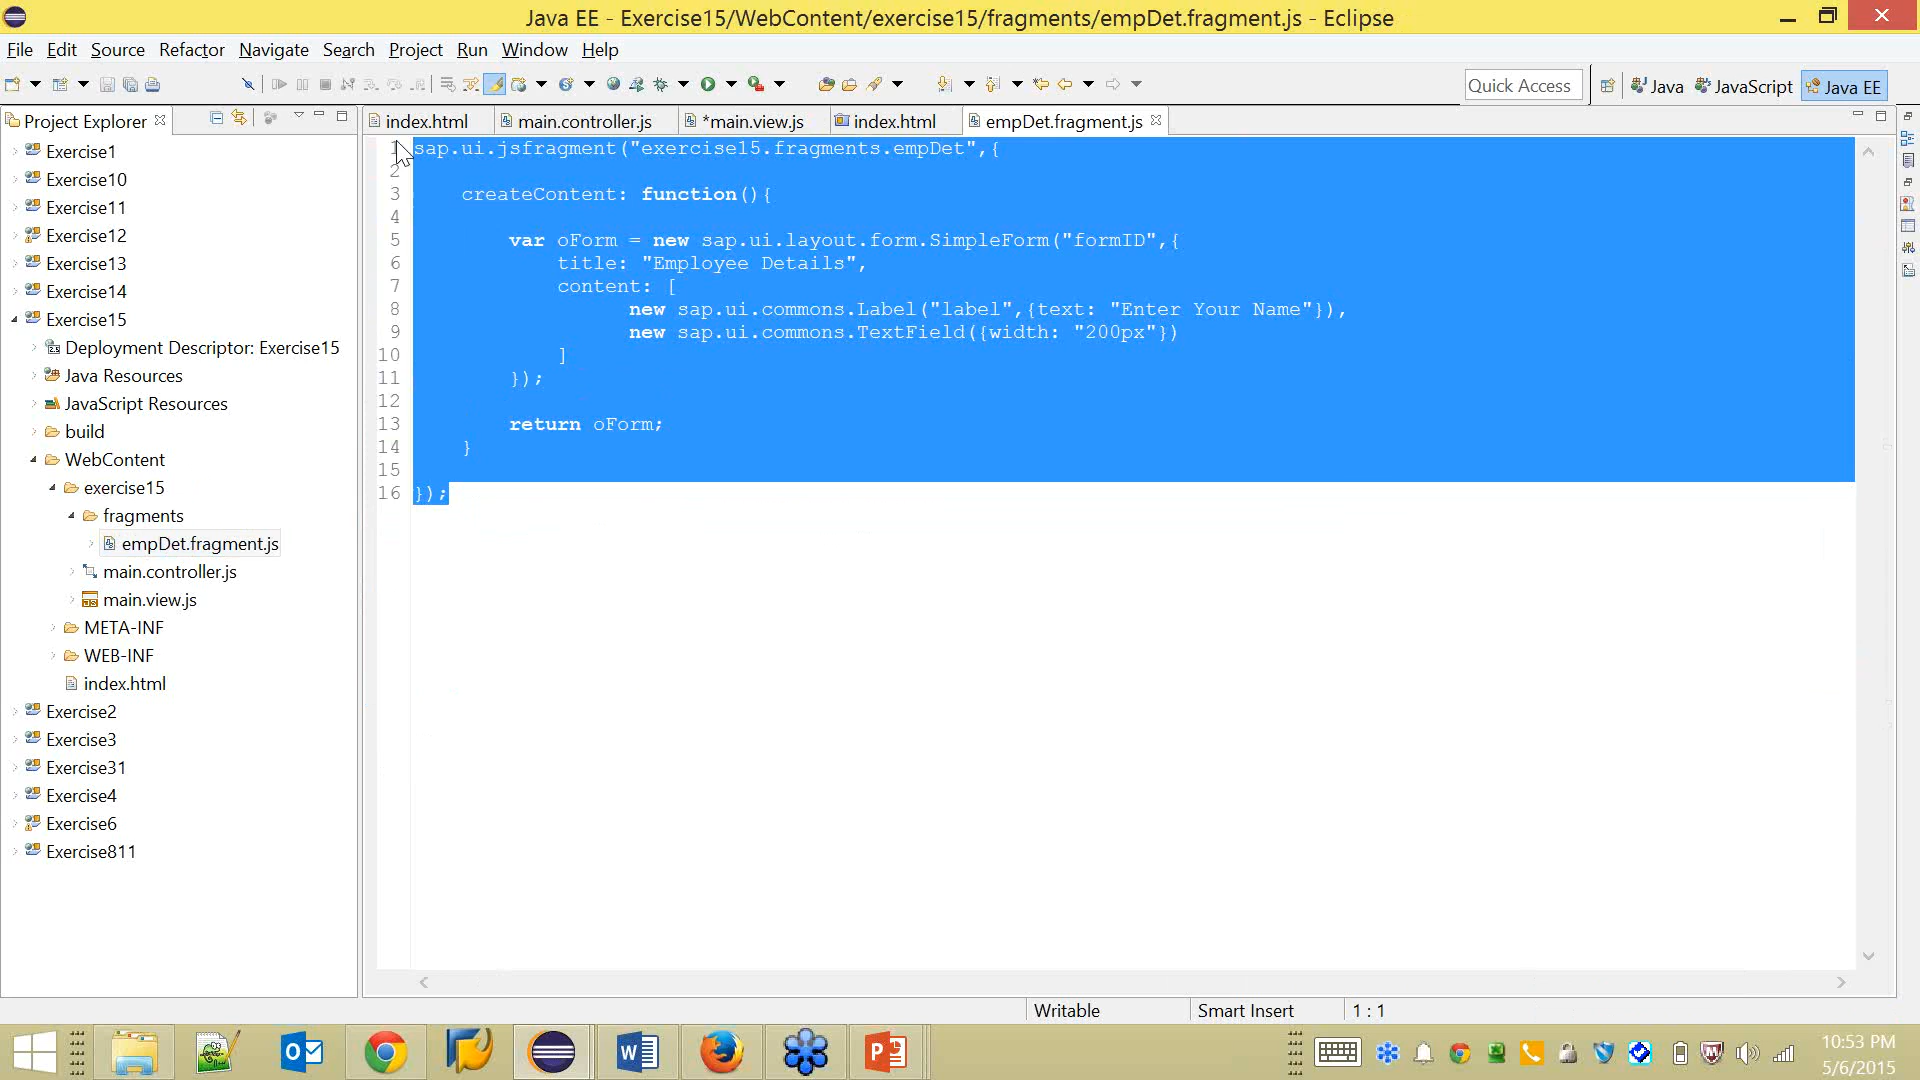 Java EE - Exercise15/WebContent/exercise15/fragments/empDet.fragment.js - Eclipse
File Edit Source Refactor Navigate Search Project Run Window Help
Quick Access Java JavaScript Java EE
Project Explorer
index.html main.controller.js *main.view.js index.html empDet.fragment.js
Exercise1
Exercise10
Exercise11
Exercise12
Exercise13
Exercise14
Exercise15
Deployment Descriptor: Exercise15
Java Resources
JavaScript Resources
build
WebContent
exercise15
fragments
empDet.fragment.js
main.controller.js
main.view.js
META-INF
WEB-INF
index.html
Exercise2
Exercise3
Exercise31
Exercise4
Exercise6
Exercise811
1 sap.ui.jsfragment("exercise15.fragments.empDet",{
2
3 createContent: function(){
4
5 var oForm = new sap.ui.layout.form.SimpleForm("formID",{
6 title: "Employee Details",
7 content: [
8 new sap.ui.commons.Label("label",{text: "Enter Your Name"}),
9 new sap.ui.commons.TextField({width: "200px"})
10 ]
11 });
12
13 return oForm;
14 }
15
16 });
Writable Smart Insert 1 : 1
10:53 PM
5/6/2015